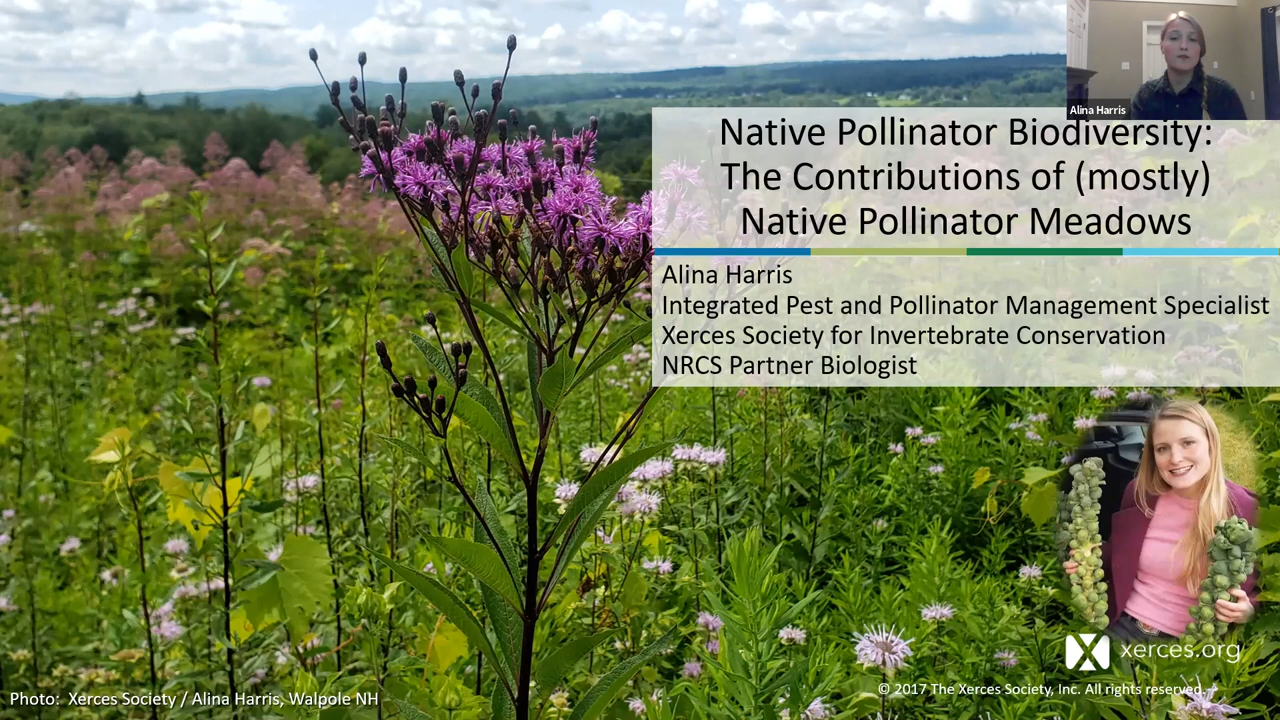 Alina Harris
Native Pollinator Biodiversity:
The Contributions of (mostly)
Native Pollinator Meadows
Alina Harris
Integrated Pest and Pollinator Management Specialist
Xerces Society for Invertebrate Conservation
NRCS Partner Biologist
xerces.org
© 2017 The Xerces Society, Inc. All rights reserved.
Photo: Xerces Society / Alina Harris, Walpole NH